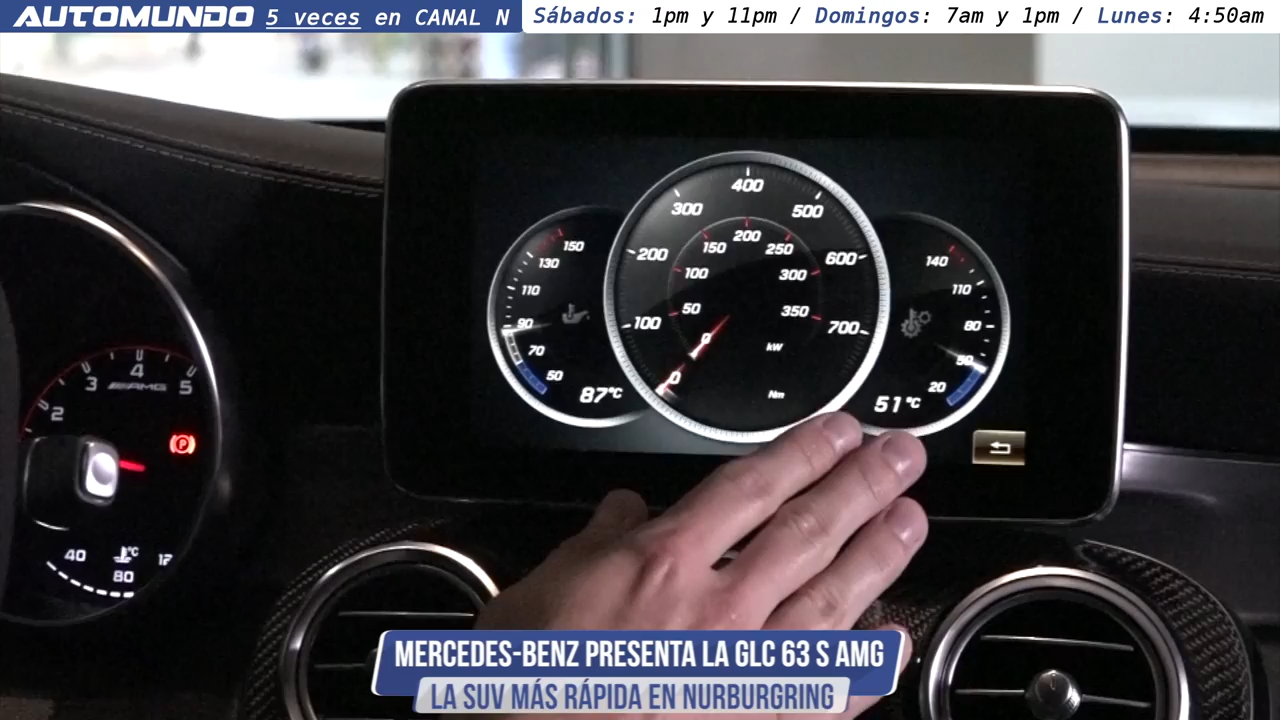 AUTOMUNDO 5 veces en CANAL N Sábados: 1pm y 11pm / Domingos: 7am y 1pm / Lunes: 4:50am
400
300 500
200
150 250
200 600
100 300
50 350
100 700
0
0
kW
Nm
150
130
110
90
70
50
87°C
140
110
80
50
20
51°C
4
3 AMG 5
2
P
40 °C 12
80
MERCEDES-BENZ PRESENTA LA GLC 63 S AMG
LA SUV MÁS RÁPIDA EN NURBURGRING